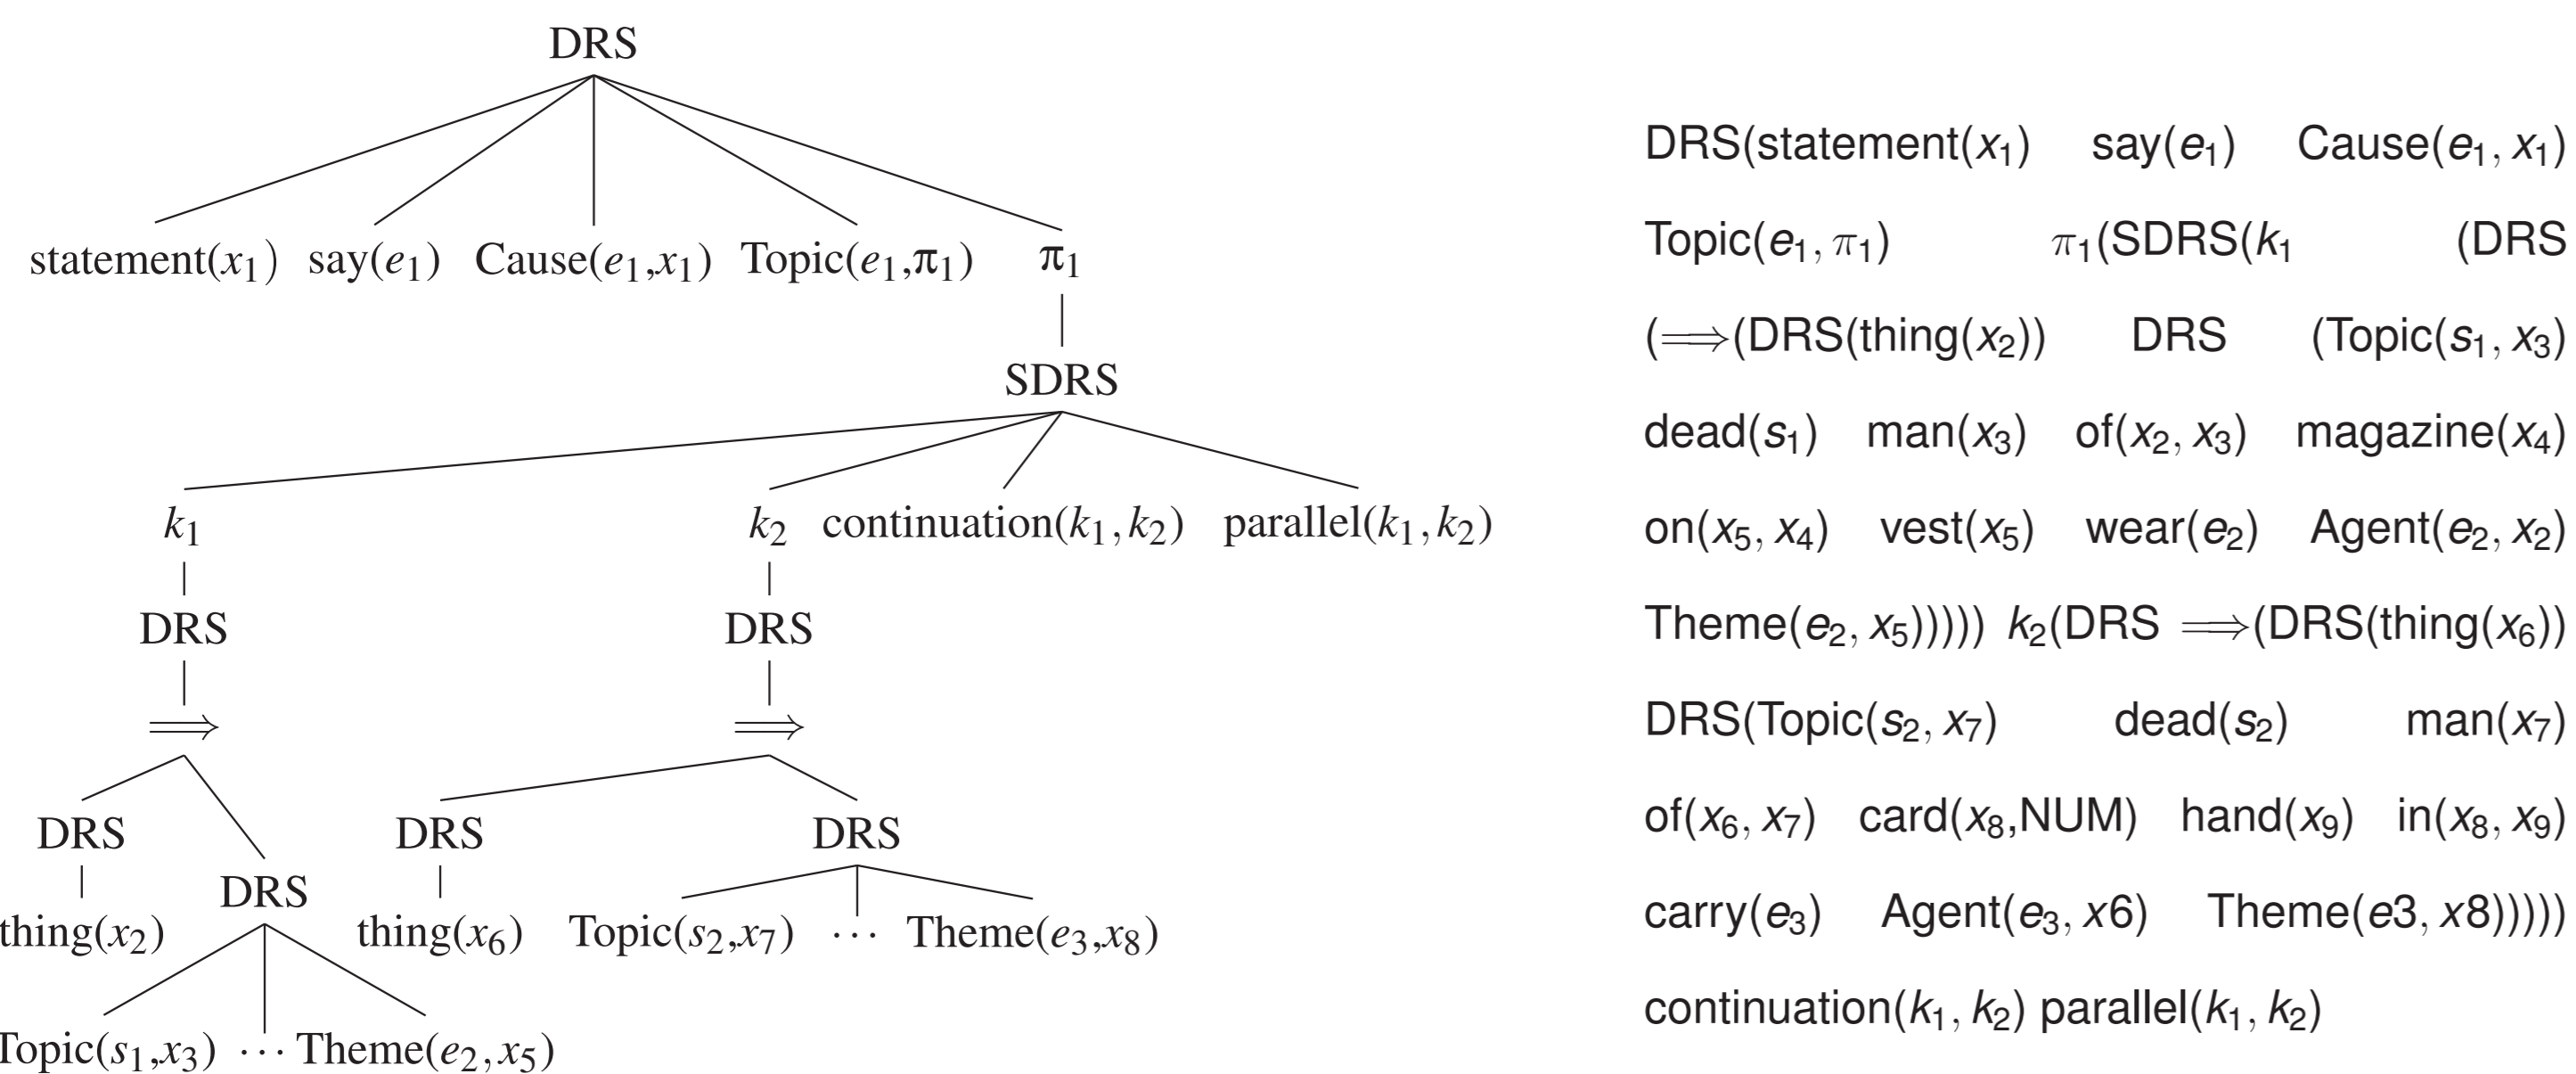 DRS
statement(x₁) say(e₁) Cause(e₁,x₁) Topic(e₁,π₁) π₁
SDRS
k₁ k₂ continuation(k₁,k₂) parallel(k₁,k₂)
DRS DRS
⟹ ⟹
DRS DRS DRS
DRS
thing(x₂) thing(x₆) Topic(s₂,x₇) ··· Theme(e₃,x₈)
Topic(s₁,x₃) ··· Theme(e₂,x₅)
DRS(statement(x₁) say(e₁) Cause(e₁, x₁)
Topic(e₁, π₁) π₁(SDRS(k₁ (DRS
(⟹(DRS(thing(x₂)) DRS (Topic(s₁, x₃)
dead(s₁) man(x₃) of(x₂, x₃) magazine(x₄)
on(x₅, x₄) vest(x₅) wear(e₂) Agent(e₂, x₂)
Theme(e₂, x₅))))) k₂(DRS ⟹(DRS(thing(x₆))
DRS(Topic(s₂, x₇) dead(s₂) man(x₇)
of(x₆, x₇) card(x₈,NUM) hand(x₉) in(x₈, x₉)
carry(e₃) Agent(e₃, x6) Theme(e3, x8)))))
continuation(k₁, k₂) parallel(k₁, k₂)